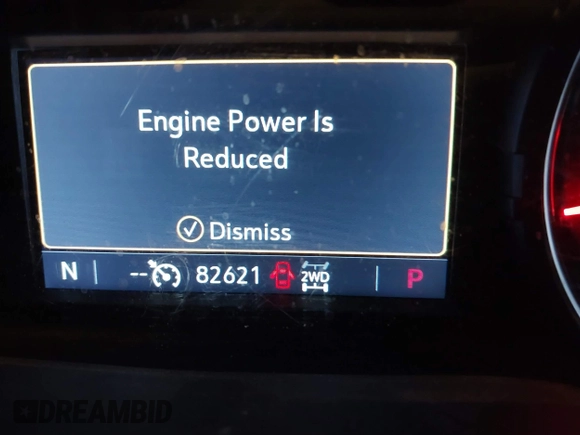 Engine Power Is
Reduced
Dismiss
N -- 82621 2WD P
DREAMBID